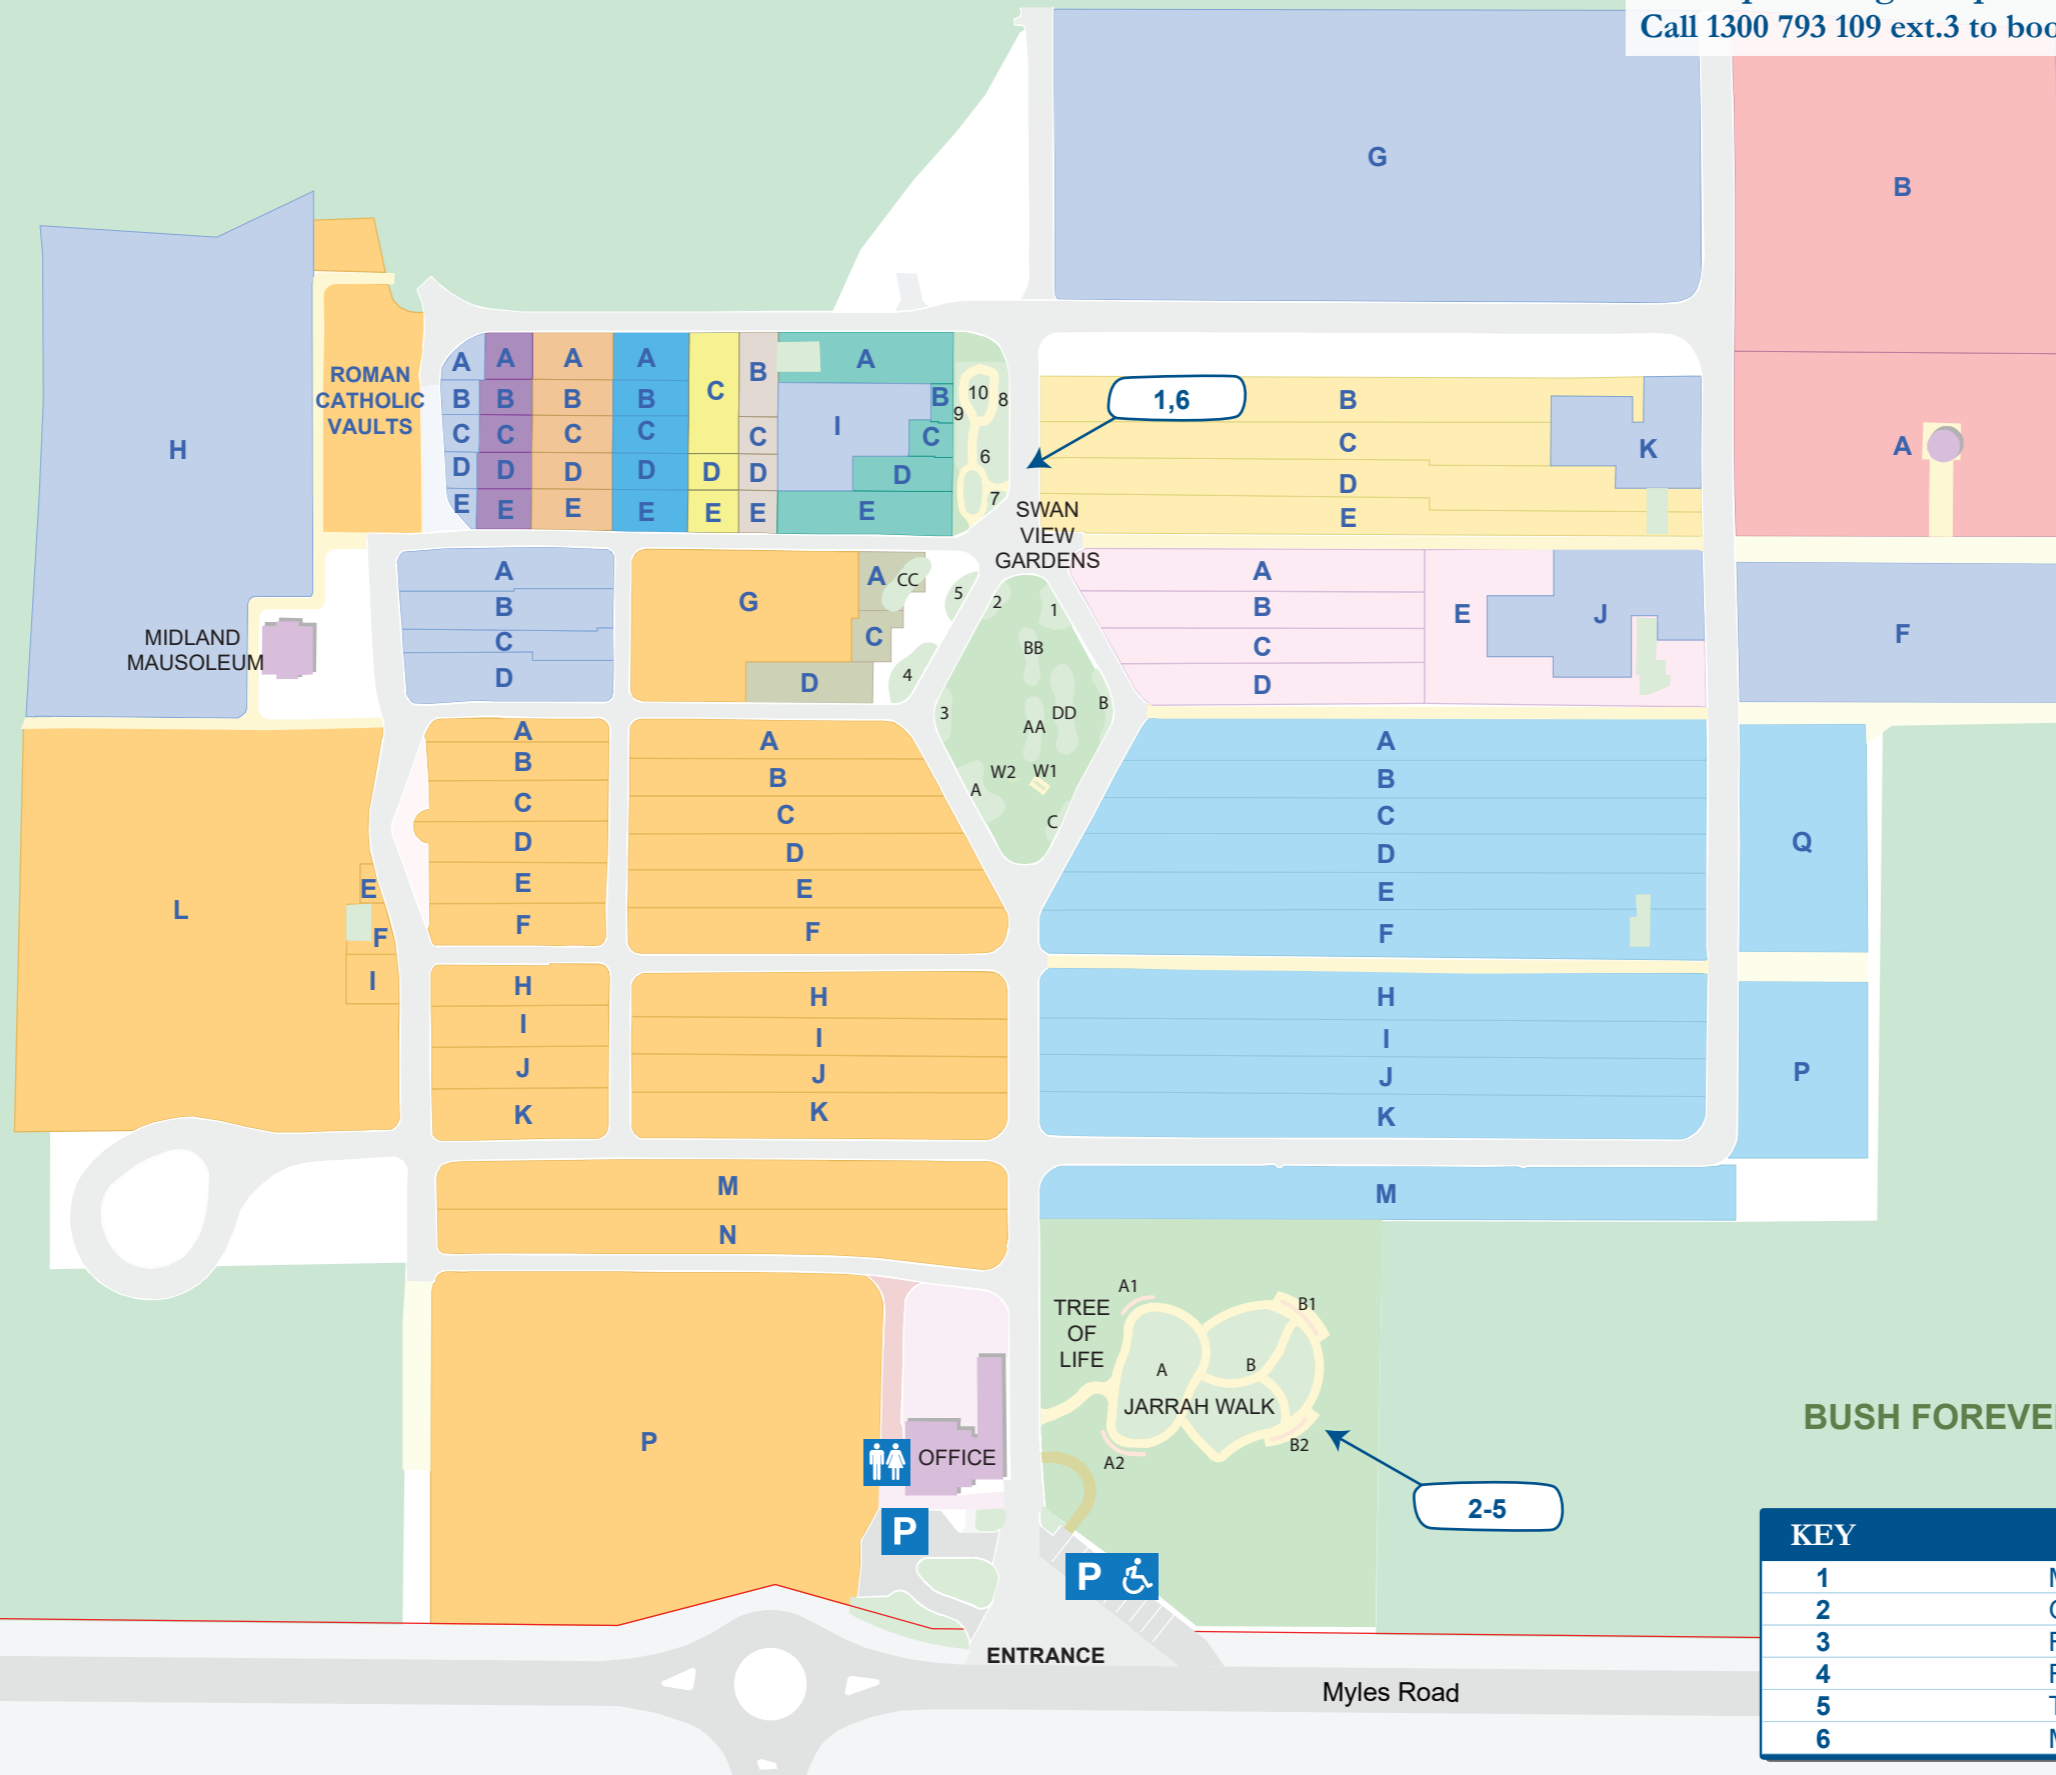 Call 1300 793 109 ext.3 to boo
G
B
H
ROMAN
CATHOLIC
VAULTS
A A A A B A
B B B B C B 10 8
9
C C C C C I C
D D D D D D D 6
E E E E E E E 7
1,6
B
C
D
E
K
A
SWAN
VIEW
GARDENS
MIDLAND
MAUSOLEUM
A
B
C
D
G
A CC
C
D
5
4
2 1
BB
3
DD
AA
B
W2 W1
A
C
A
B
C
D
E
J
F
L
E
F
I
A
B
C
D
E
F
A
B
C
D
E
F
A
B
C
D
E
F
Q
H
I
J
K
H
I
J
K
H
I
J
K
P
M
N
M
P
OFFICE
P
TREE
OF
LIFE
A1
B1
A
B
JARRAH WALK
A2
B2
2-5
P
BUSH FOREVE
ENTRANCE
Myles Road
KEY
1
2
3
4
5
6